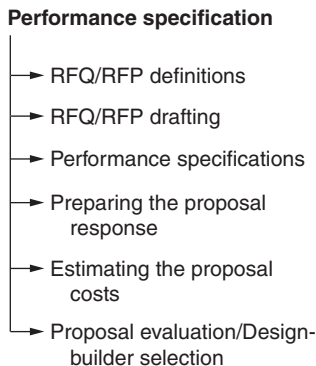 Performance specification
RFQ/RFP definitions
RFQ/RFP drafting
Performance specifications
Preparing the proposal
response
Estimating the proposal
costs
Proposal evaluation/Design-
builder selection